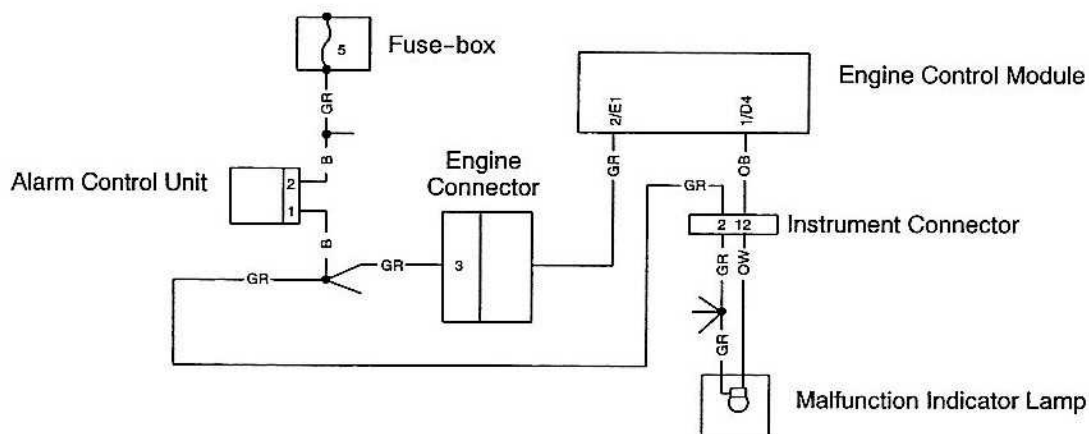 5
Fuse-box
GR
B
Alarm Control Unit
2
1
B
GR
GR
Engine
Connector
3
GR
Engine Control Module
2/E1
1/D4
OB
GR
2 12
Instrument Connector
GR
OW
GR
Malfunction Indicator Lamp